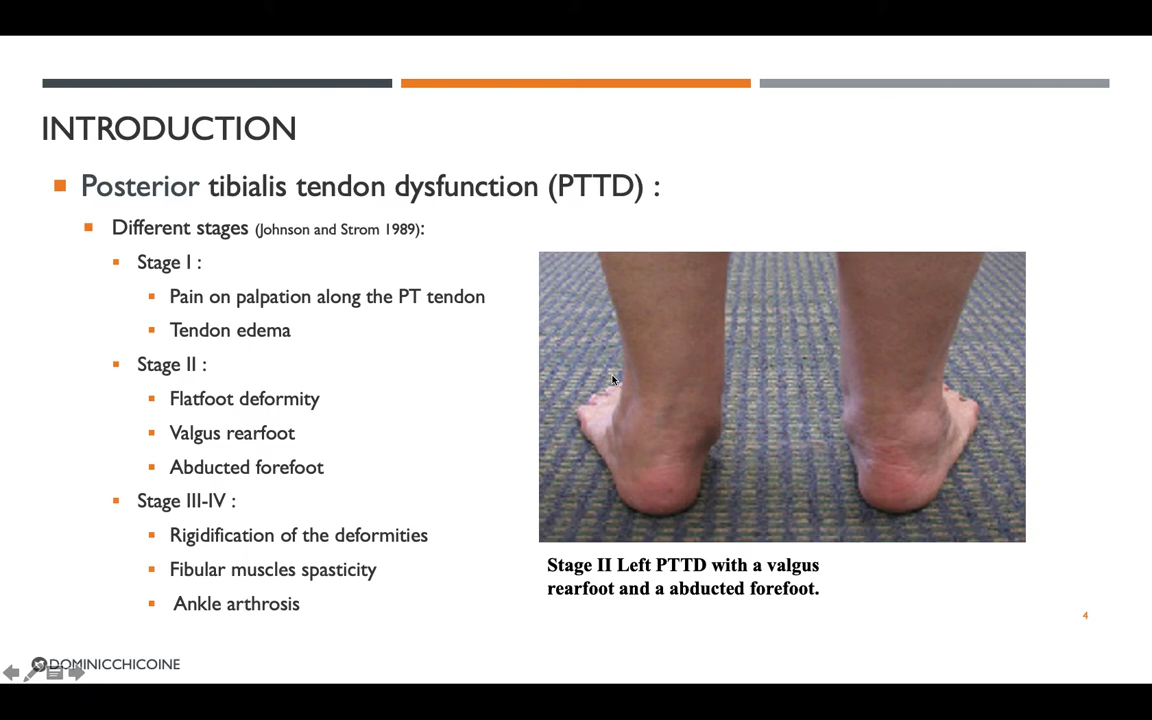 INTRODUCTION
Posterior tibialis tendon dysfunction (PTTD) :
Different stages (Johnson and Strom 1989):
Stage I :
Pain on palpation along the PT tendon
Tendon edema
Stage II :
Flatfoot deformity
Valgus rearfoot
Abducted forefoot
Stage III-IV :
Rigidification of the deformities
Fibular muscles spasticity
Ankle arthrosis
Stage II Left PTTD with a valgus
rearfoot and a abducted forefoot.
4
DOMINICCHICOINE